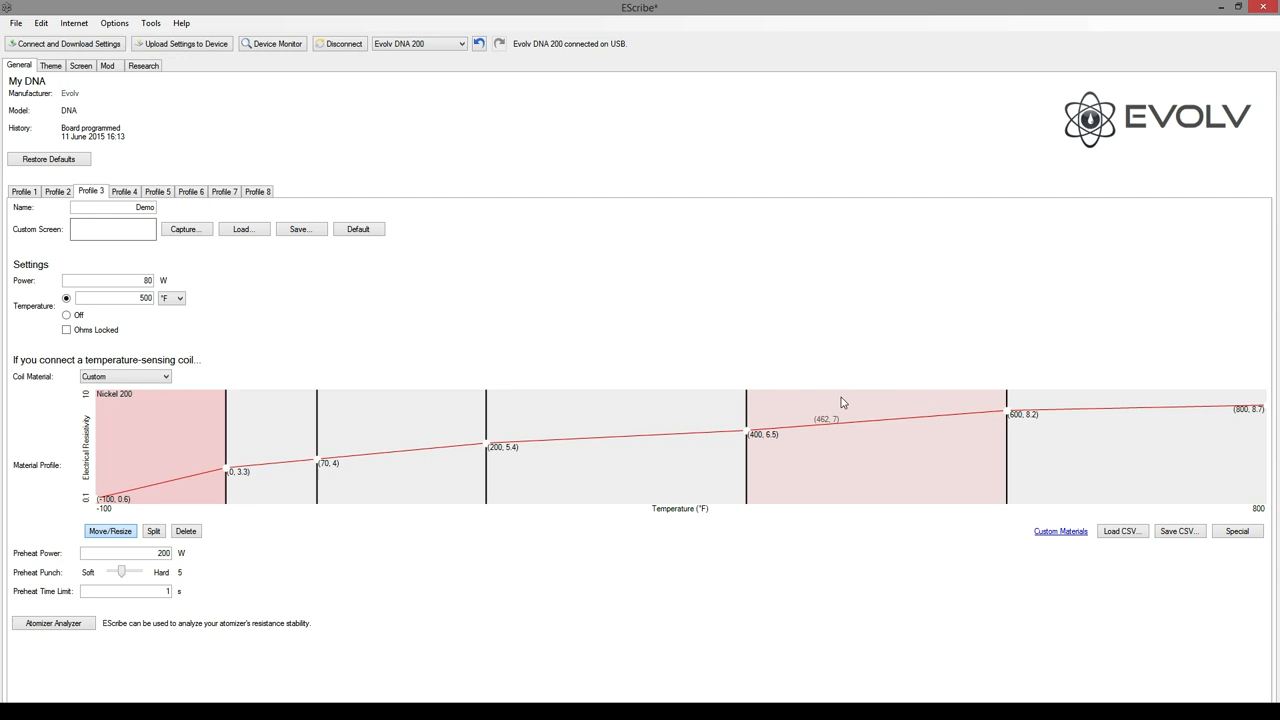 EScribe*
File Edit Internet Options Tools Help
Connect and Download Settings Upload Settings to Device Device Monitor Disconnect Evolv DNA 200 Evolv DNA 200 connected on USB.
General Theme Screen Mod Research
My DNA
Manufacturer: Evolv
Model: DNA
History: Board programmed
11 June 2015 16:13
EVOLV
Restore Defaults
Profile 1 Profile 2 Profile 3 Profile 4 Profile 5 Profile 6 Profile 7 Profile 8
Name: Demo
Custom Screen: Capture... Load... Save... Default
Settings
Power: 80 W
Temperature: 500 °F
Off
Ohms Locked
If you connect a temperature-sensing coil...
Coil Material: Custom
Material Profile:
Electrical Resistivity
10
0.1
Nickel 200
(-100, 0.6)
(0, 3.3)
(70, 4)
(200, 5.4)
(400, 6.5)
(462, 7)
(600, 8.2)
(800, 8.7)
-100 Temperature (°F) 800
Move/Resize Split Delete Custom Materials Load CSV... Save CSV... Special
Preheat Power: 200 W
Preheat Punch: Soft Hard 5
Preheat Time Limit: 1 s
Atomizer Analyzer EScribe can be used to analyze your atomizer's resistance stability.